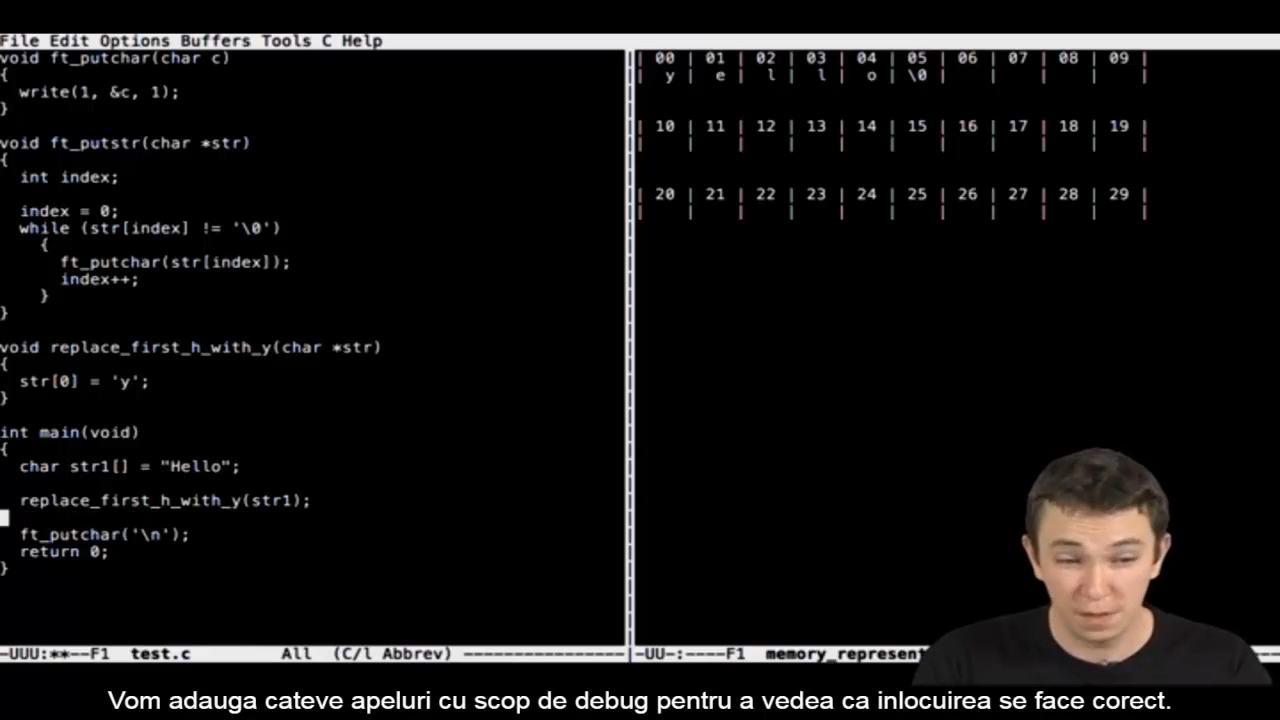 File Edit Options Buffers Tools C Help
void ft_putchar(char c)
{
  write(1, &c, 1);
}
void ft_putstr(char *str)
{
  int index;
  index = 0;
  while (str[index] != '\0')
    {
      ft_putchar(str[index]);
      index++;
    }
}
void replace_first_h_with_y(char *str)
{
  str[0] = 'y';
}
int main(void)
{
  char str1[] = "Hello";
  replace_first_h_with_y(str1);
  ft_putchar('\n');
  return 0;
}
-UUU:**--F1  test.c         All  (C/l Abbrev) ----------------
| 00 | 01 | 02 | 03 | 04 | 05 | 06 | 07 | 08 | 09 |
| y | e | l | l | o | \0 | | | | |
| 10 | 11 | 12 | 13 | 14 | 15 | 16 | 17 | 18 | 19 |
| | | | | | | | | | |
| 20 | 21 | 22 | 23 | 24 | 25 | 26 | 27 | 28 | 29 |
| | | | | | | | | | |
-UU-:----F1  memory_represent
Vom adauga cateve apeluri cu scop de debug pentru a vedea ca inlocuirea se face corect.